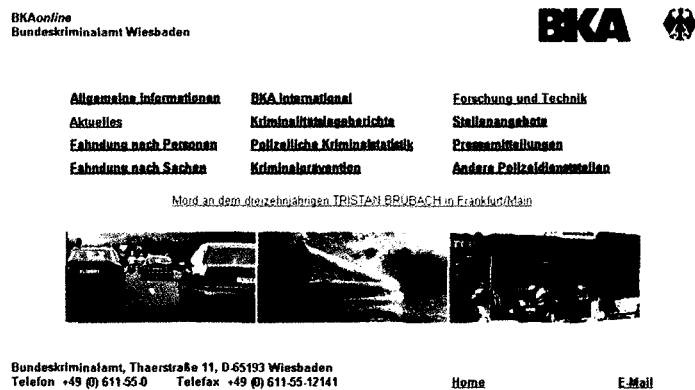 BKAonline
Bundeskriminalamt Wiesbaden
BKA
Allgemeine Informationen BKA International Forschung und Technik
Aktuelles Kriminalitätslageberichte Stellenangebote
Fahndung nach Personen Polizeiliche Kriminalstatistik Pressemitteilungen
Fahndung nach Sachen Kriminalprävention Andere Polizeidienststellen
Mord an dem dreizehnjährigen TRISTAN BRÜBACH in Frankfurt/Main
Bundeskriminalamt, Thaerstraße 11, D-65193 Wiesbaden
Telefon +49 (0) 611-55-0 Telefax +49 (0) 611-55-12141 Home E-Mail